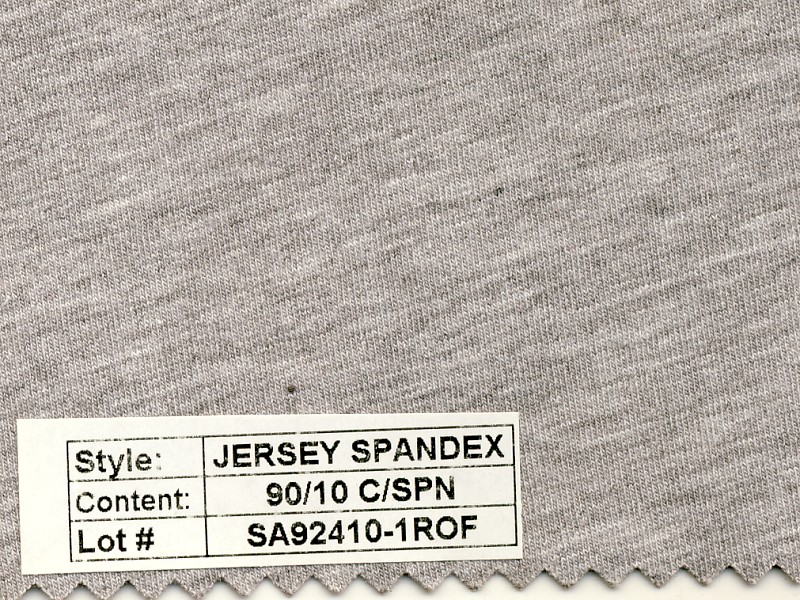 Style: JERSEY SPANDEX
Content: 90/10 C/SPN
Lot # SA92410-1ROF